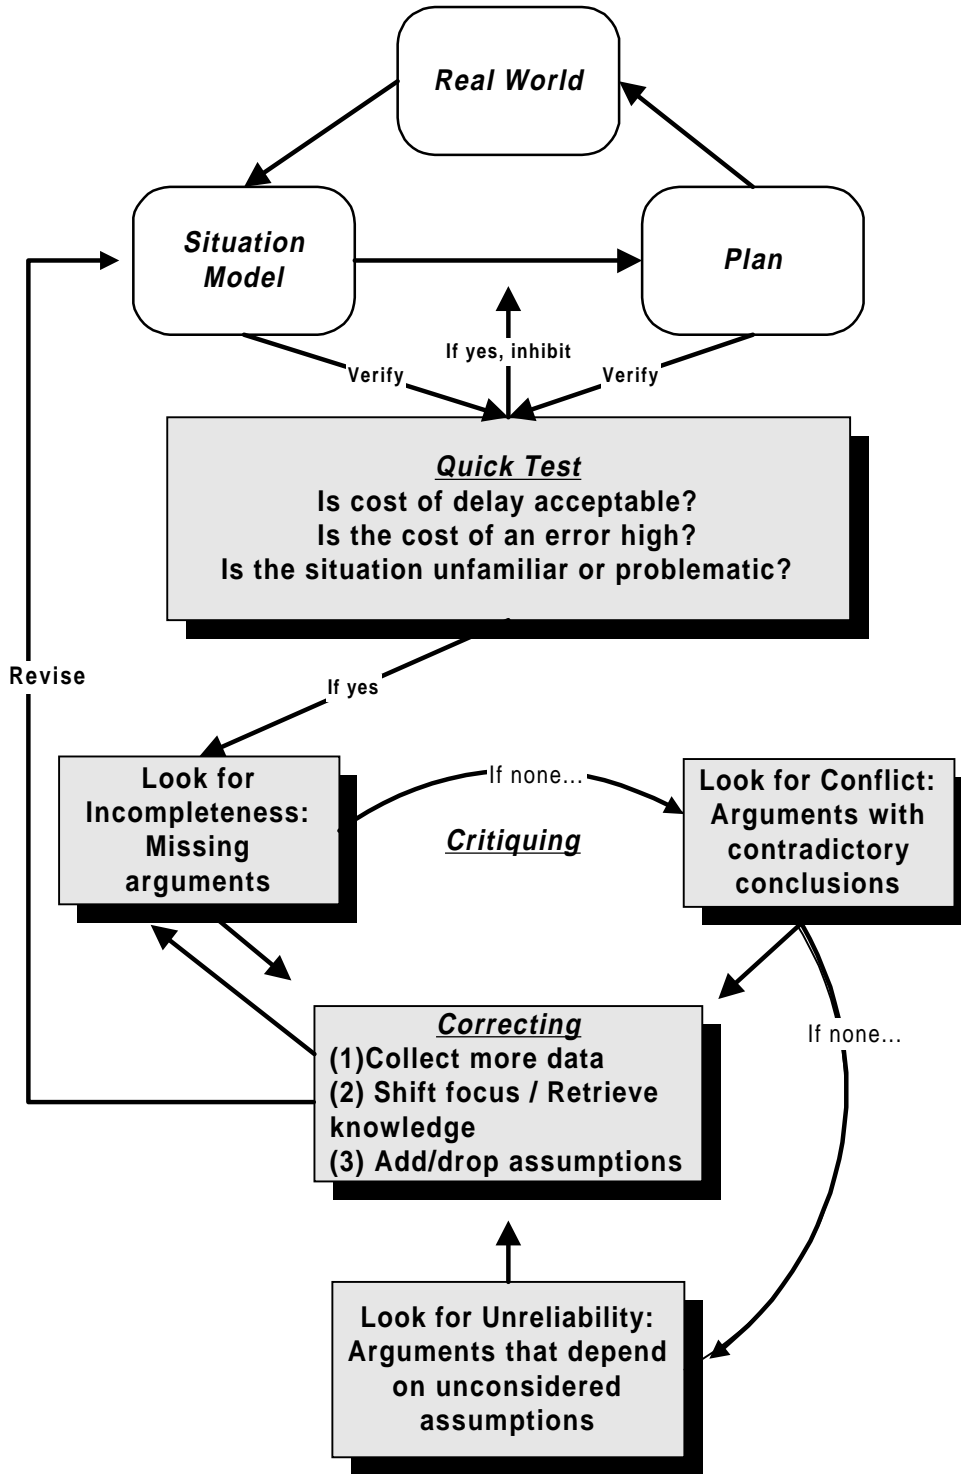 Real World
Situation
Model
Plan
If yes, inhibit
Verify
Verify
Quick Test
Is cost of delay acceptable?
Is the cost of an error high?
Is the situation unfamiliar or problematic?
Revise
If yes
Look for
Incompleteness:
Missing
arguments
If none...
Critiquing
Look for Conflict:
Arguments with
contradictory
conclusions
Correcting
(1)Collect more data
(2) Shift focus / Retrieve
knowledge
(3) Add/drop assumptions
If none...
Look for Unreliability:
Arguments that depend
on unconsidered
assumptions